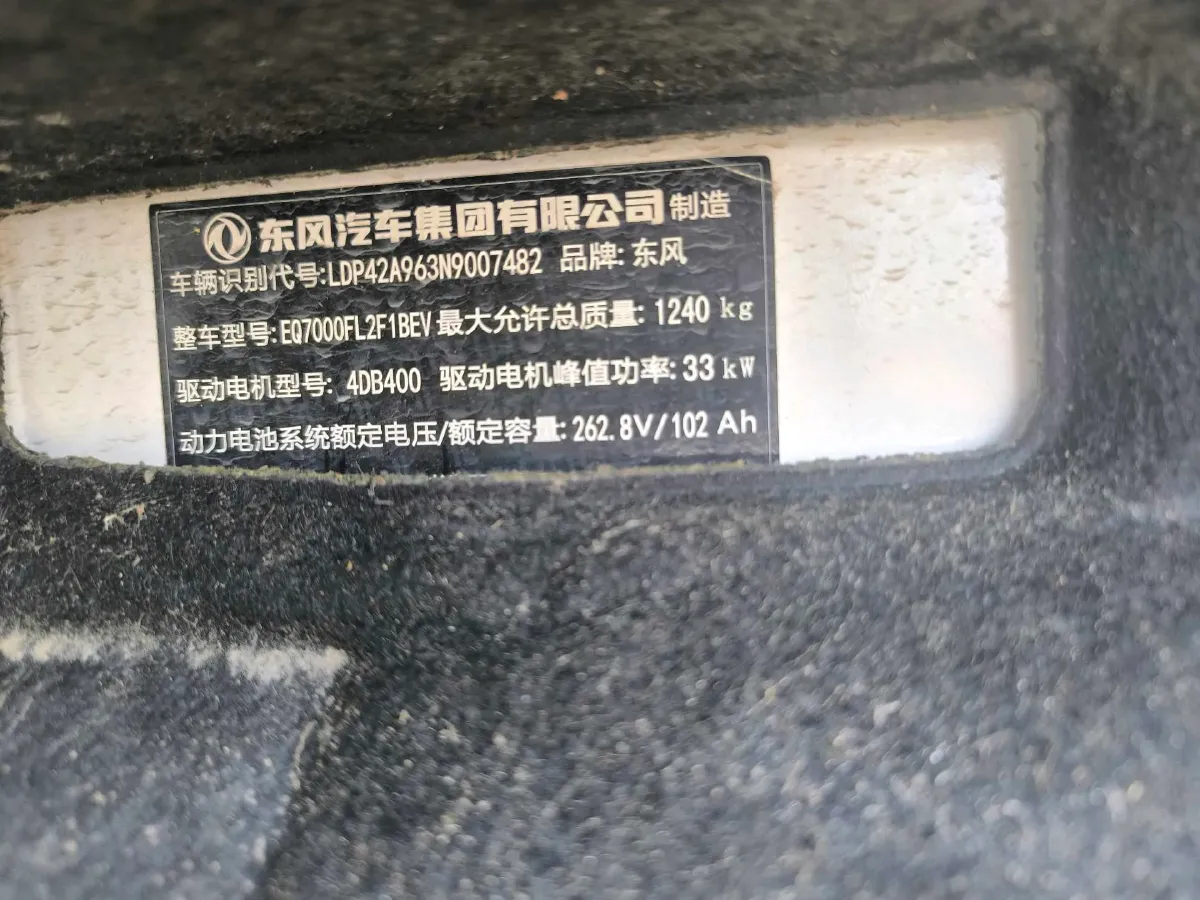 东风汽车集团有限公司 制造
车辆识别代号:LDP42A963N9007482 品牌:东风
整车型号:EQ7000FL2F1BEV 最大允许总质量:1240 kg
驱动电机型号: 4DB400 驱动电机峰值功率:33 kW
动力电池系统额定电压/额定容量:262.8V/102 Ah